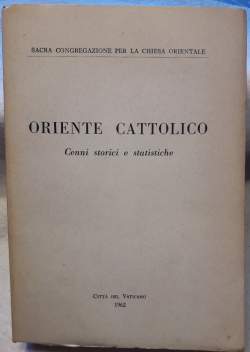 SACRA CONGREGAZIONE PER LA CHIESA ORIENTALE
ORIENTE CATTOLICO
Cenni storici e statistiche
CITTÀ DEL VATICANO
1962